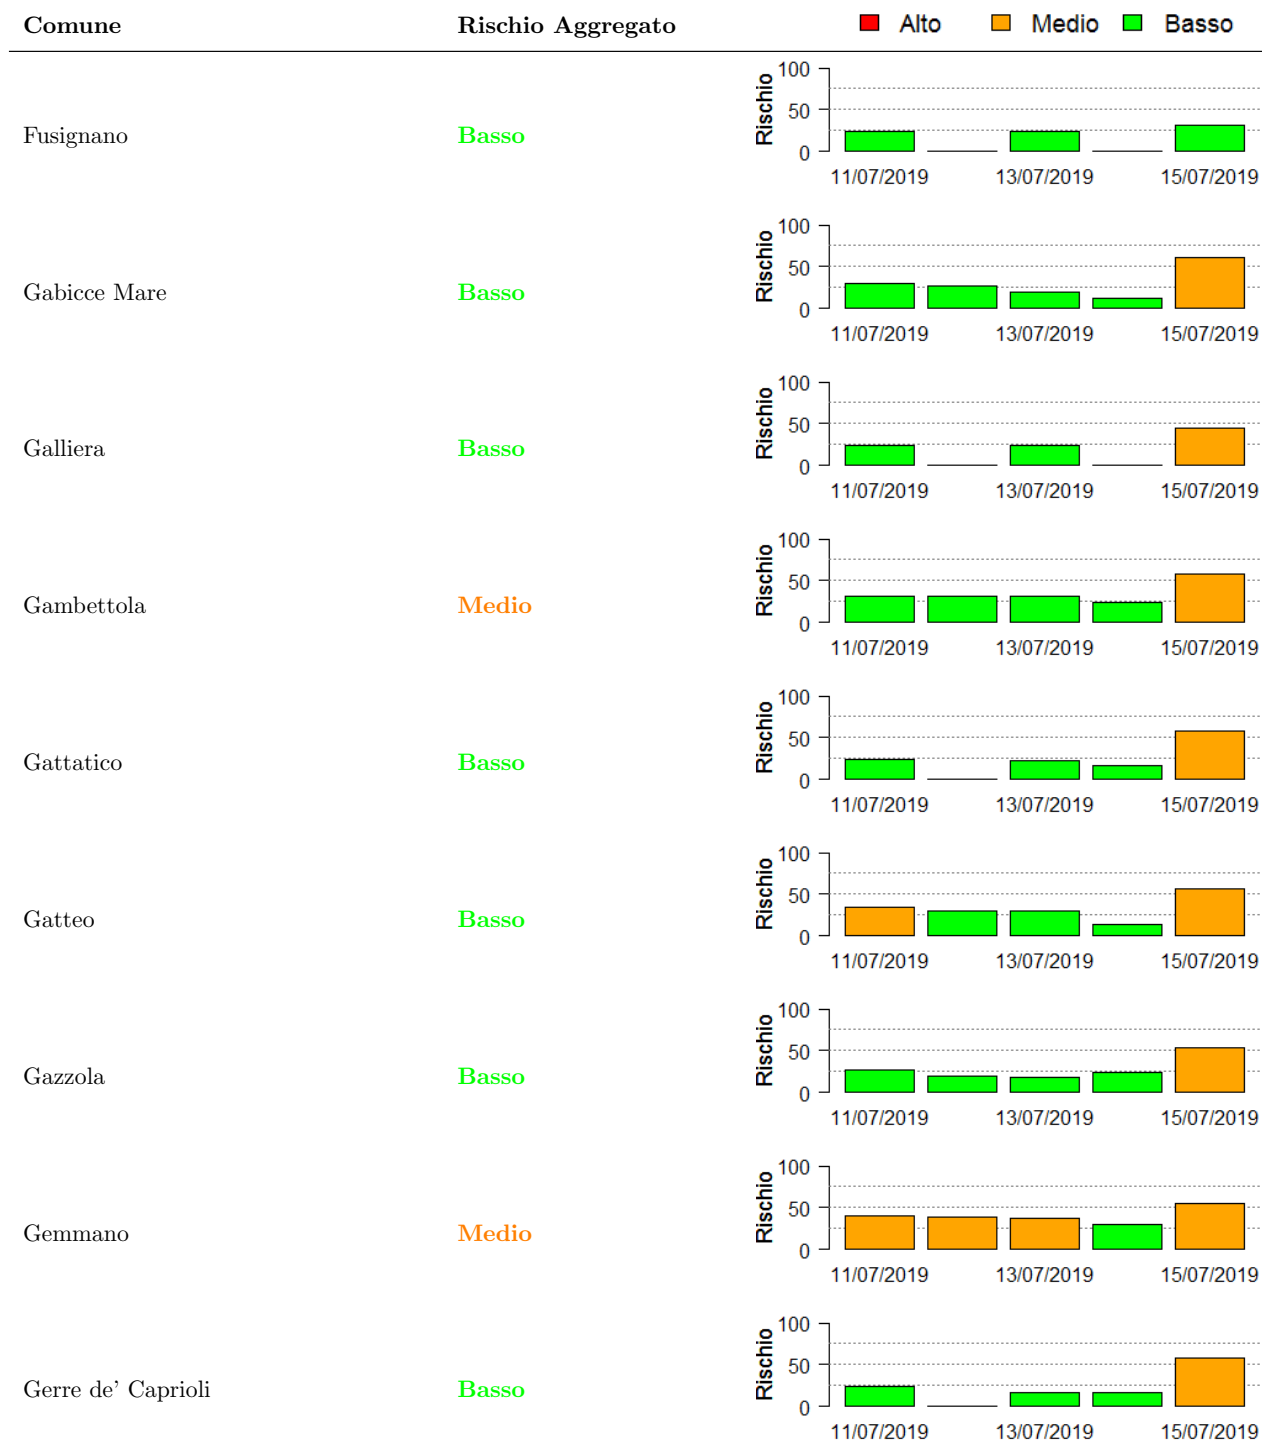 Comune Rischio Aggregato Alto Medio Basso
Fusignano Basso Rischio 100 50 0
11/07/2019 13/07/2019 15/07/2019
Gabicce Mare Basso Rischio 100 50 0
11/07/2019 13/07/2019 15/07/2019
Galliera Basso Rischio 100 50 0
11/07/2019 13/07/2019 15/07/2019
Gambettola Medio Rischio 100 50 0
11/07/2019 13/07/2019 15/07/2019
Gattatico Basso Rischio 100 50 0
11/07/2019 13/07/2019 15/07/2019
Gatteo Basso Rischio 100 50 0
11/07/2019 13/07/2019 15/07/2019
Gazzola Basso Rischio 100 50 0
11/07/2019 13/07/2019 15/07/2019
Gemmano Medio Rischio 100 50 0
11/07/2019 13/07/2019 15/07/2019
Gerre de' Caprioli Basso Rischio 100 50 0
11/07/2019 13/07/2019 15/07/2019